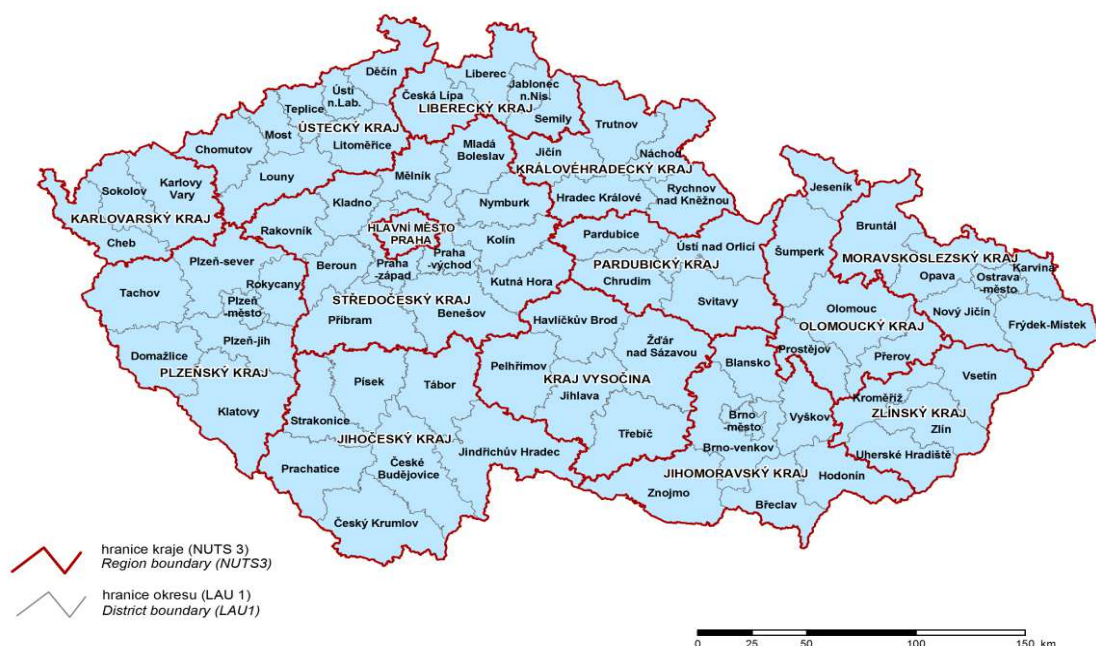 Děčín
Liberec
Ústí
n.Lab.
Česká Lípa
Jablonec
n.Nis.
LIBERECKÝ KRAJ
Teplice
Semily
Trutnov
Most
ÚSTECKÝ KRAJ
Chomutov
Litoměřice
Mladá
Boleslav
Jičín
Náchod
KRÁLOVÉHRADECKÝ KRAJ
Louny
Mělník
Karlovy
Vary
Sokolov
Jeseník
Rychnov
nad Kněžnou
Hradec Králové
Kladno
Nymburk
KARLOVARSKÝ KRAJ
Rakovník
HLAVNÍ MĚSTO
PRAHA
Bruntál
Cheb
Kolín
Pardubice
Ústí nad Orlicí
Šumperk
Plzeň-sever
Beroun
Praha
-západ
Praha
-východ
MORAVSKOSLEZSKÝ KRAJ
PARDUBICKÝ KRAJ
Karviná
Opava
Ostrava-
město
Rokycany
Kutná Hora
Chrudim
Tachov
Plzeň
-město
STŘEDOČESKÝ KRAJ
Svitavy
Příbram
Benešov
Olomouc
Nový Jičín
Havlíčkův Brod
OLOMOUCKÝ KRAJ
Frýdek-Místek
Plzeň-jih
Žďár
nad Sázavou
Prostějov
Domažlice
Přerov
Blansko
PLZEŇSKÝ KRAJ
Pelhřimov
Vsetín
KRAJ VYSOČINA
Písek
Tábor
Jihlava
Kroměříž
Klatovy
ZLÍNSKÝ KRAJ
Strakonice
Brno
-město
Vyškov
Třebíč
Zlín
JIHOČESKÝ KRAJ
Brno-venkov
Jindřichův Hradec
Uherské Hradiště
Prachatice
České
Budějovice
JIHOMORAVSKÝ KRAJ
Hodonín
Znojmo
Břeclav
Český Krumlov
hranice kraje (NUTS 3)
Region boundary (NUTS3)
hranice okresu (LAU 1)
District boundary (LAU1)
0 25 50 100 150 km